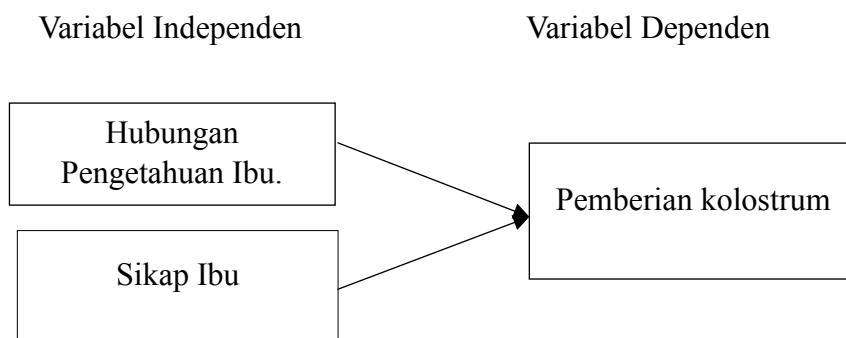 Variabel Independen
Variabel Dependen
Hubungan
Pengetahuan Ibu.
Pemberian kolostrum
Sikap Ibu